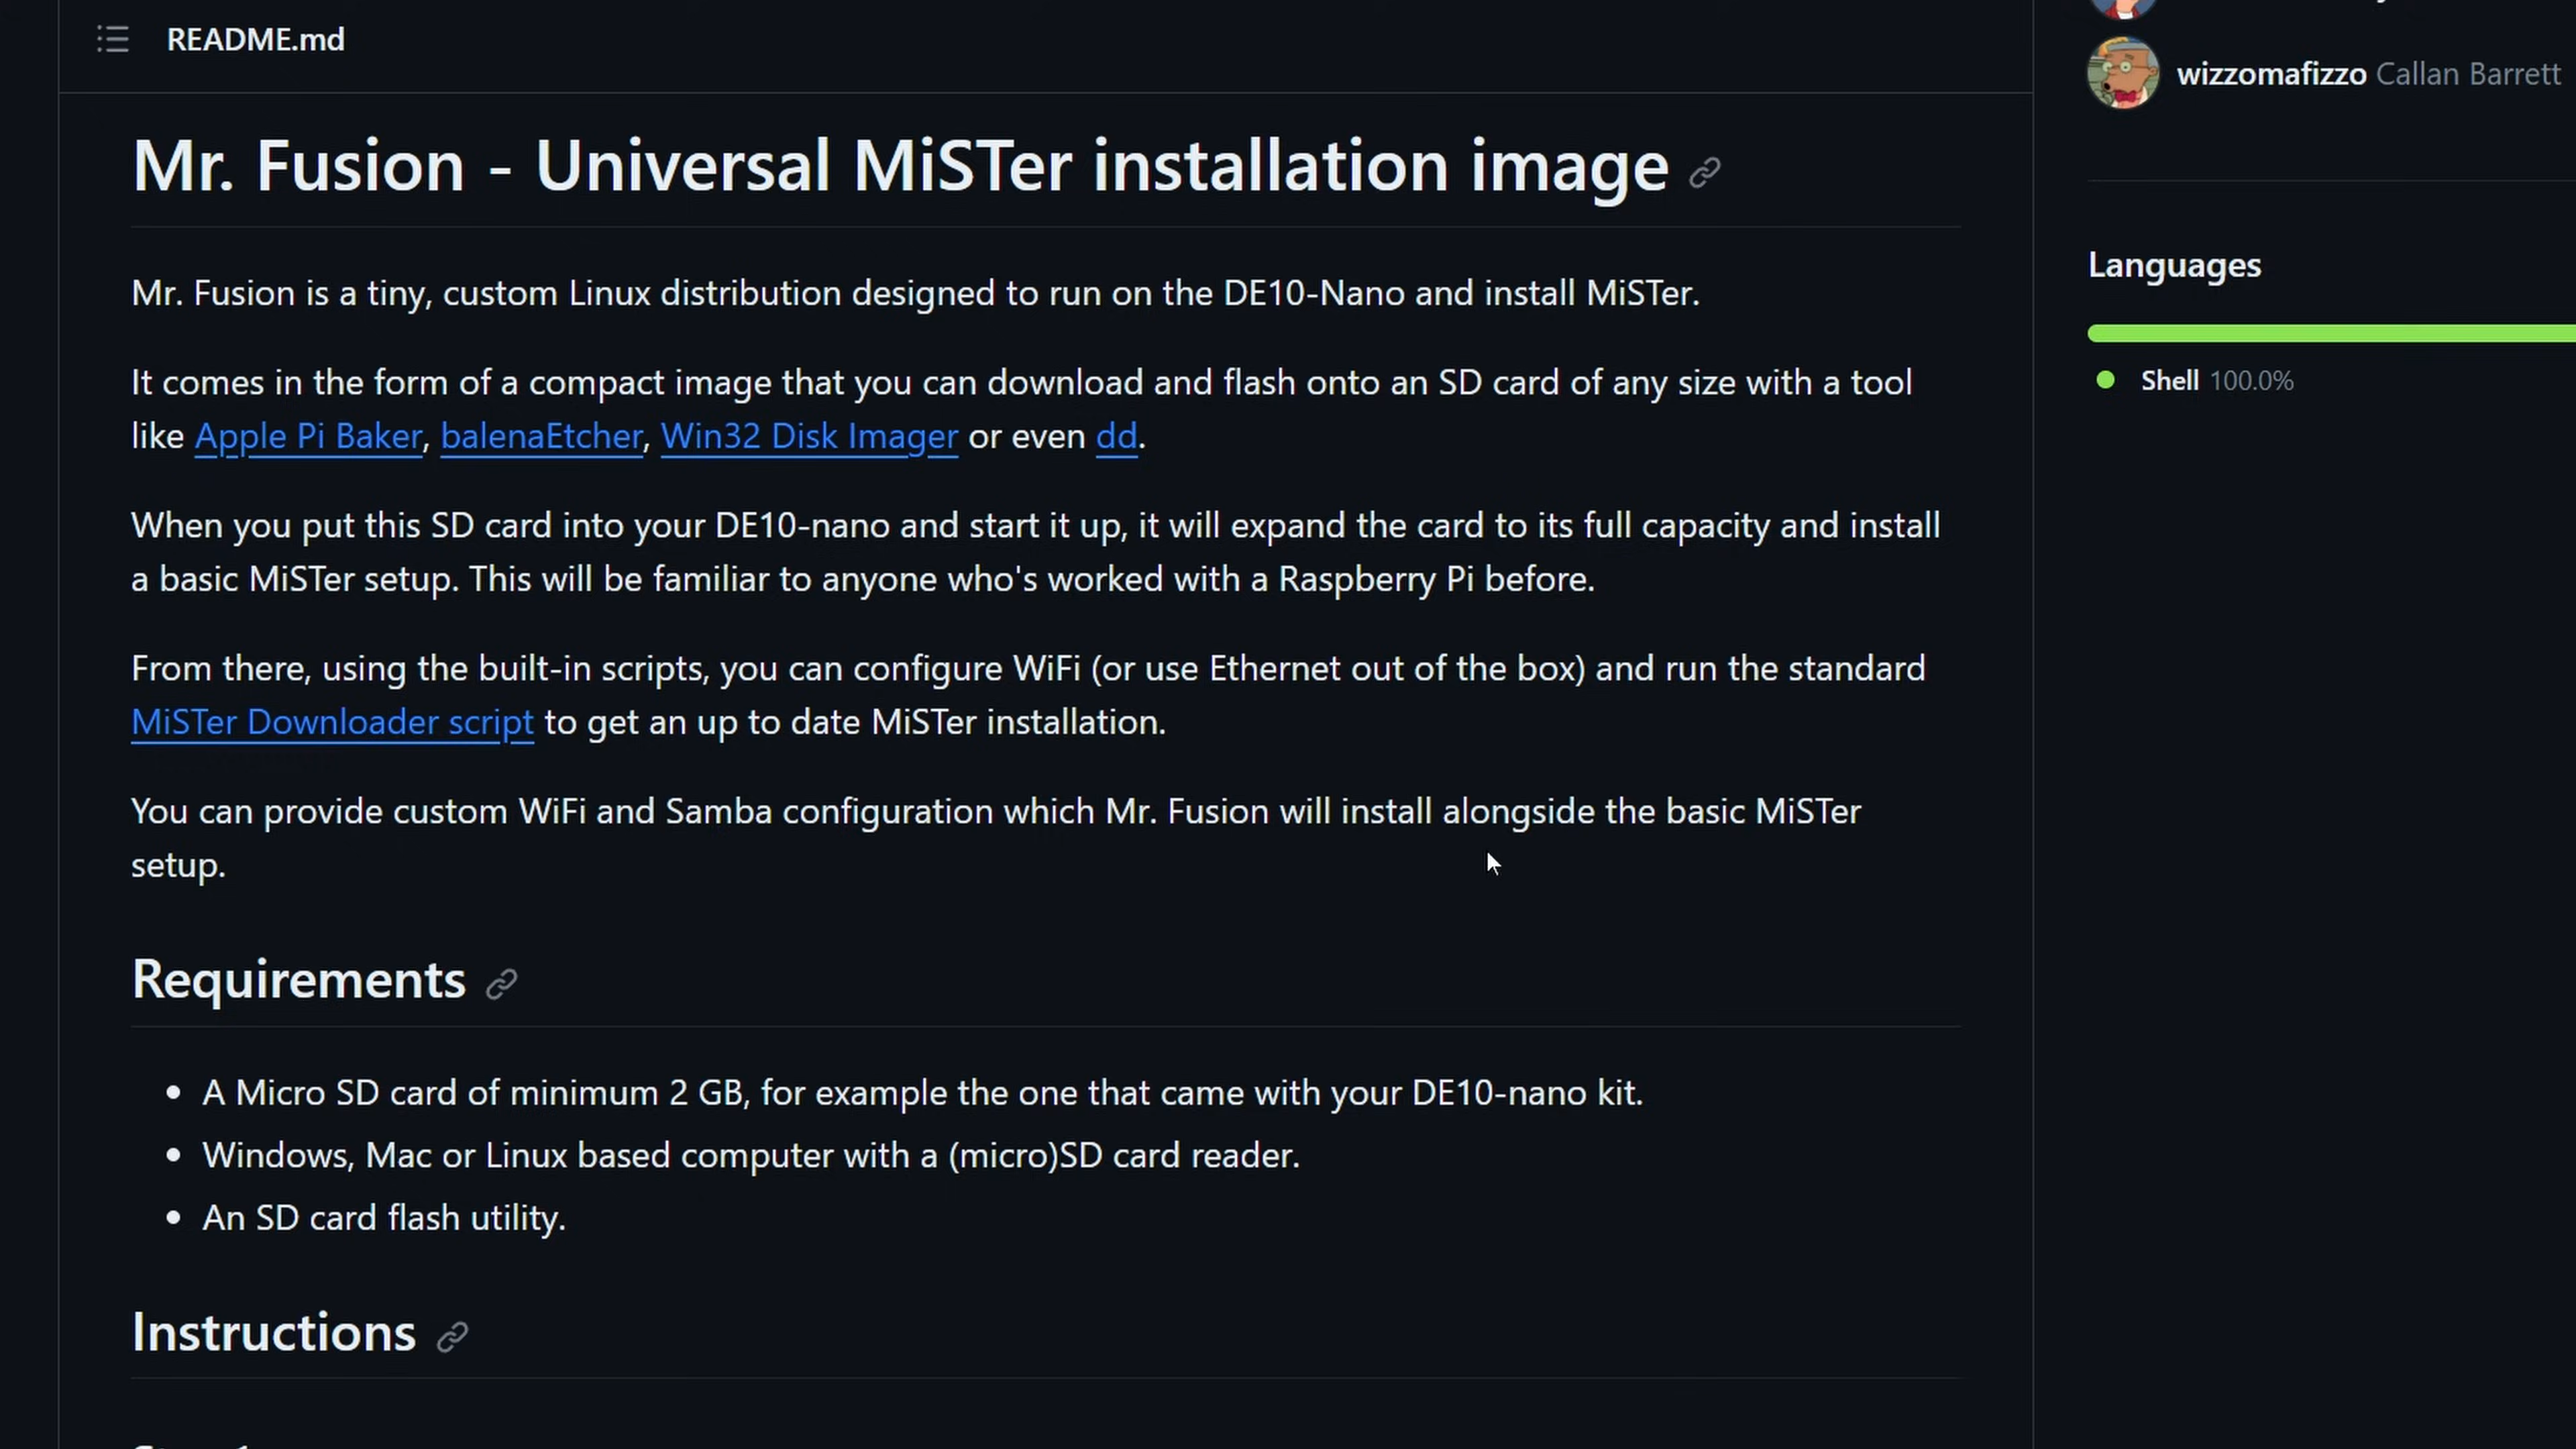 README.md
Mr. Fusion - Universal MiSTer installation image
Mr. Fusion is a tiny, custom Linux distribution designed to run on the DE10-Nano and install MiSTer.
It comes in the form of a compact image that you can download and flash onto an SD card of any size with a tool
like Apple Pi Baker, balenaEtcher, Win32 Disk Imager or even dd.
When you put this SD card into your DE10-nano and start it up, it will expand the card to its full capacity and install
a basic MiSTer setup. This will be familiar to anyone who's worked with a Raspberry Pi before.
From there, using the built-in scripts, you can configure WiFi (or use Ethernet out of the box) and run the standard
MiSTer Downloader script to get an up to date MiSTer installation.
You can provide custom WiFi and Samba configuration which Mr. Fusion will install alongside the basic MiSTer
setup.
Requirements
• A Micro SD card of minimum 2 GB, for example the one that came with your DE10-nano kit.
• Windows, Mac or Linux based computer with a (micro)SD card reader.
• An SD card flash utility.
Instructions
wizzomafizzo Callan Barrett
Languages
Shell 100.0%